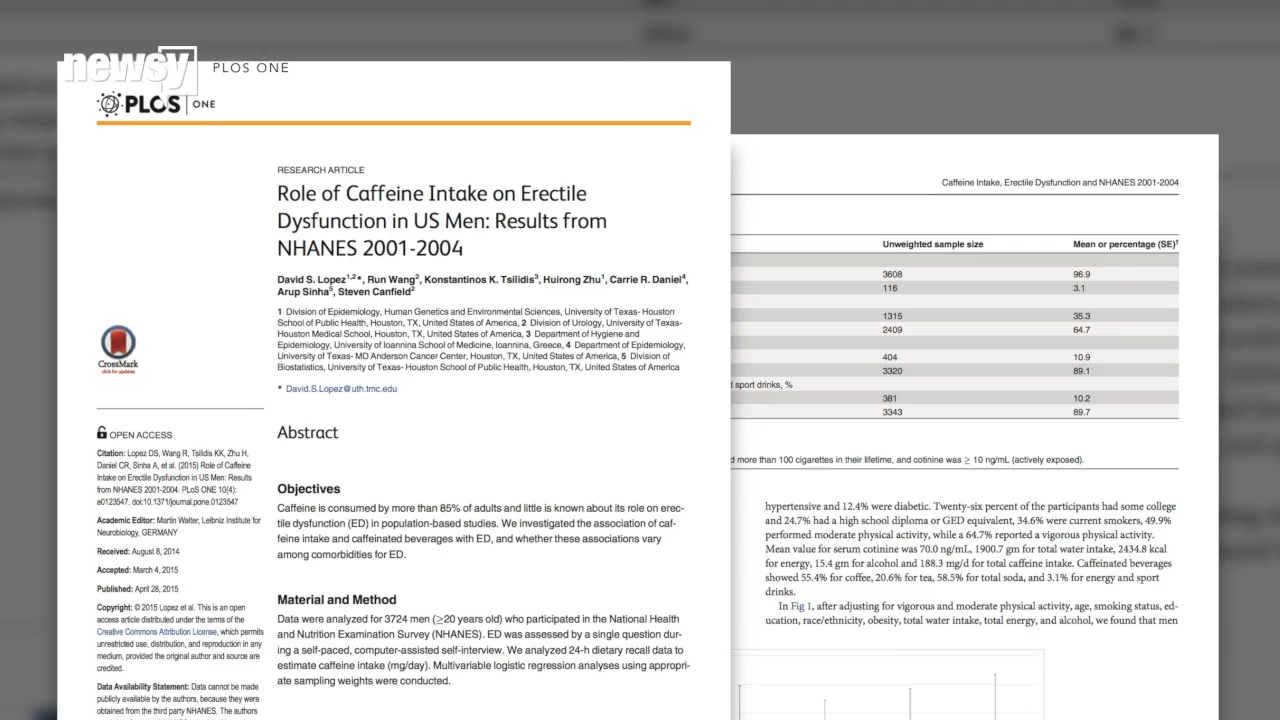 newsy
PLOS ONE
PLOS ONE
RESEARCH ARTICLE
Role of Caffeine Intake on Erectile
Dysfunction in US Men: Results from
NHANES 2001-2004
David S. Lopez1,2*, Run Wang2, Konstantinos K. Tsilidis3, Huirong Zhu1, Carrie R. Daniel4,
Arup Sinha5, Steven Canfield2
1 Division of Epidemiology, Human Genetics and Environmental Sciences, University of Texas- Houston
School of Public Health, Houston, TX, United States of America, 2 Division of Urology, University of Texas-
Houston Medical School, Houston, TX, United States of America, 3 Department of Hygiene and
Epidemiology, University of Ioannina School of Medicine, Ioannina, Greece, 4 Department of Epidemiology,
University of Texas- MD Anderson Cancer Center, Houston, TX, United States of America, 5 Division of
Biostatistics, University of Texas- Houston School of Public Health, Houston, TX, United States of America
* David.S.Lopez@uth.tmc.edu
CrossMark
click for updates
OPEN ACCESS
Citation: Lopez DS, Wang R, Tsilidis KK, Zhu H,
Daniel CR, Sinha A, et al. (2015) Role of Caffeine
Intake on Erectile Dysfunction in US Men: Results
from NHANES 2001-2004. PLoS ONE 10(4):
e0123547. doi:10.1371/journal.pone.0123547
Academic Editor: Martin Walter, Leibniz Institute for
Neurobiology, GERMANY
Received: August 8, 2014
Accepted: March 4, 2015
Published: April 28, 2015
Copyright: © 2015 Lopez et al. This is an open
access article distributed under the terms of the
Creative Commons Attribution License, which permits
unrestricted use, distribution, and reproduction in any
medium, provided the original author and source are
credited.
Data Availability Statement: Data cannot be made
publicly available by the authors, because they were
obtained from the third party NHANES. The authors
Abstract
Objectives
Caffeine is consumed by more than 85% of adults and little is known about its role on erec-
tile dysfunction (ED) in population-based studies. We investigated the association of caf-
feine intake and caffeinated beverages with ED, and whether these associations vary
among comorbidities for ED.
Material and Method
Data were analyzed for 3724 men (≥20 years old) who participated in the National Health
and Nutrition Examination Survey (NHANES). ED was assessed by a single question dur-
ing a self-paced, computer-assisted self-interview. We analyzed 24-h dietary recall data to
estimate caffeine intake (mg/day). Multivariable logistic regression analyses using appropri-
ate sampling weights were conducted.
Caffeine Intake, Erectile Dysfunction and NHANES 2001-2004
Unweighted sample size Mean or percentage (SE)†
3608 96.9
116 3.1
1315 35.3
2409 64.7
404 10.9
3320 89.1
sport drinks, %
381 10.2
3343 89.7
more than 100 cigarettes in their lifetime, and cotinine was ≥ 10 ng/mL (actively exposed).
hypertensive and 12.4% were diabetic. Twenty-six percent of the participants had some college
and 24.7% had a high school diploma or GED equivalent, 34.6% were current smokers, 49.9%
performed moderate physical activity, while a 64.7% reported a vigorous physical activity.
Mean value for serum cotinine was 70.0 ng/mL, 1900.7 gm for total water intake, 2434.8 kcal
for energy, 15.4 gm for alcohol and 188.3 mg/d for total caffeine intake. Caffeinated beverages
showed 55.4% for coffee, 20.6% for tea, 58.5% for total soda, and 3.1% for energy and sport
drinks.
In Fig 1, after adjusting for vigorous and moderate physical activity, age, smoking status, ed-
ucation, race/ethnicity, obesity, total water intake, total energy, and alcohol, we found that men